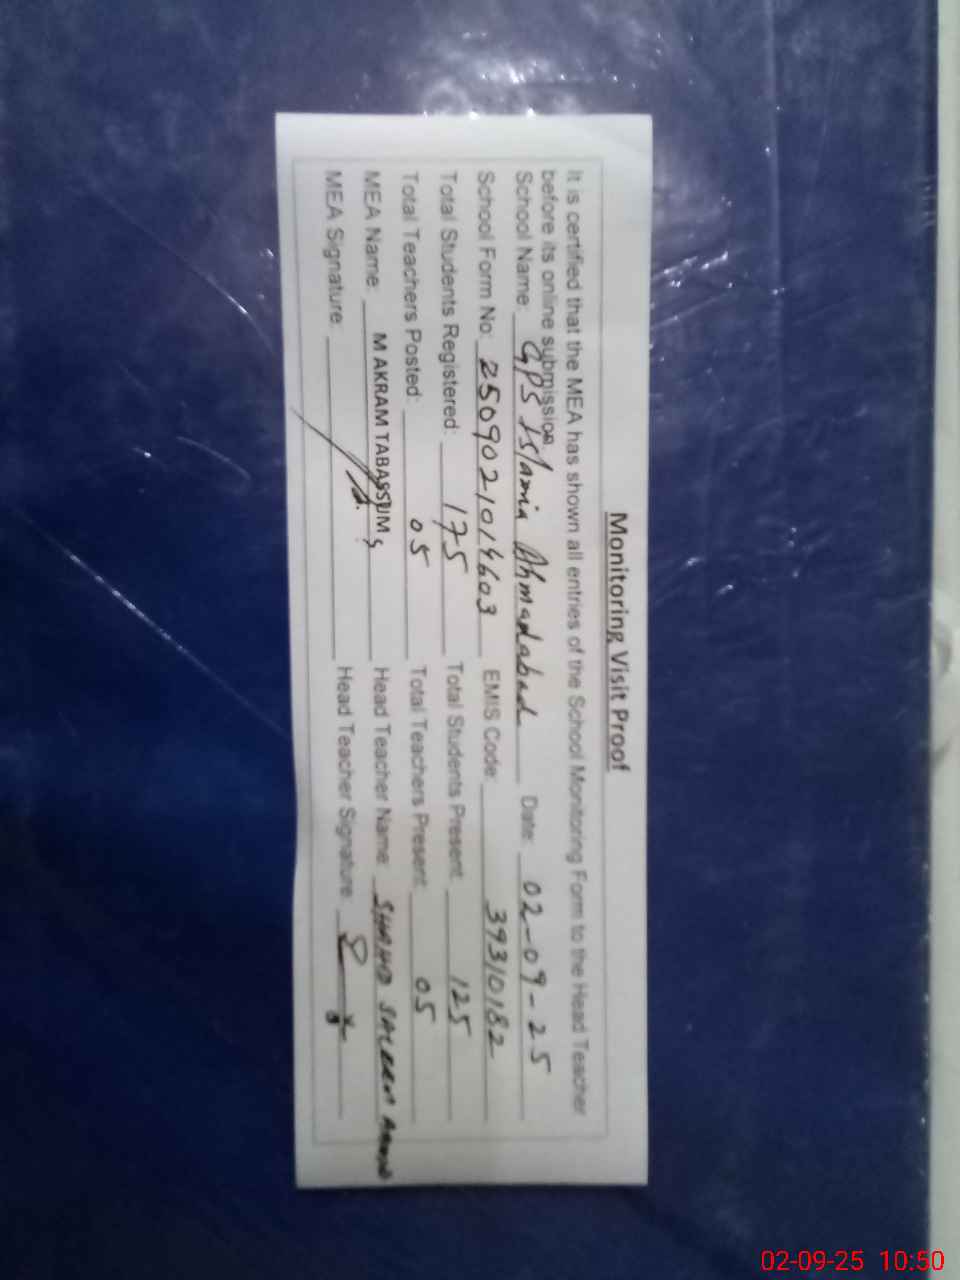 Monitoring Visit Proof
It is certified that the MEA has shown all entries of the School Monitoring Form to the Head Teacher
before its online submission.
School Name: GPS Islamia Ahmadabad Date: 02-09-25
School Form No: 2509021014603 EMIS Code: 39310182
Total Students Registered: 175 Total Students Present: 125
Total Teachers Posted: 05 Total Teachers Present: 05
MEA Name: M AKRAM TABASSUM Head Teacher Name: SHAHID SALEEM
MEA Signature: Head Teacher Signature:
02-09-25 10:50